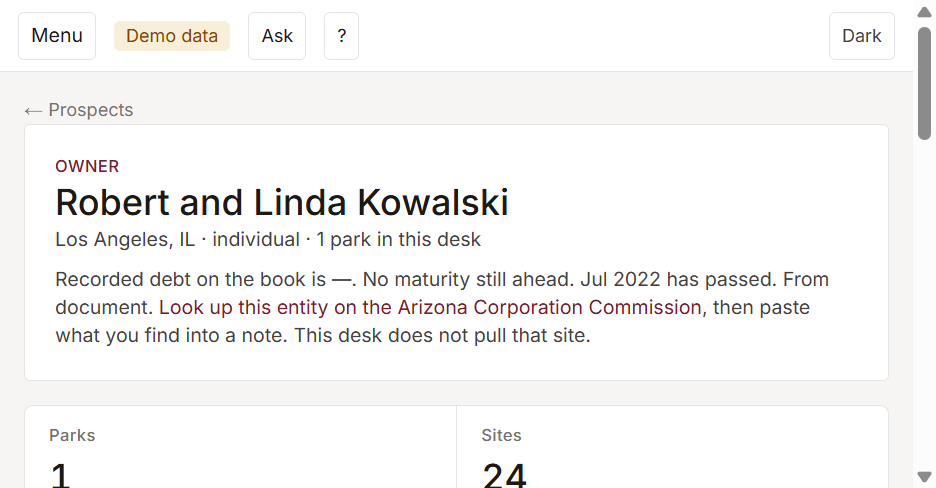 Menu Demo data Ask ? Dark
← Prospects
OWNER
Robert and Linda Kowalski
Los Angeles, IL · individual · 1 park in this desk
Recorded debt on the book is —. No maturity still ahead. Jul 2022 has passed. From
document. Look up this entity on the Arizona Corporation Commission, then paste
what you find into a note. This desk does not pull that site.
Parks Sites
1 24